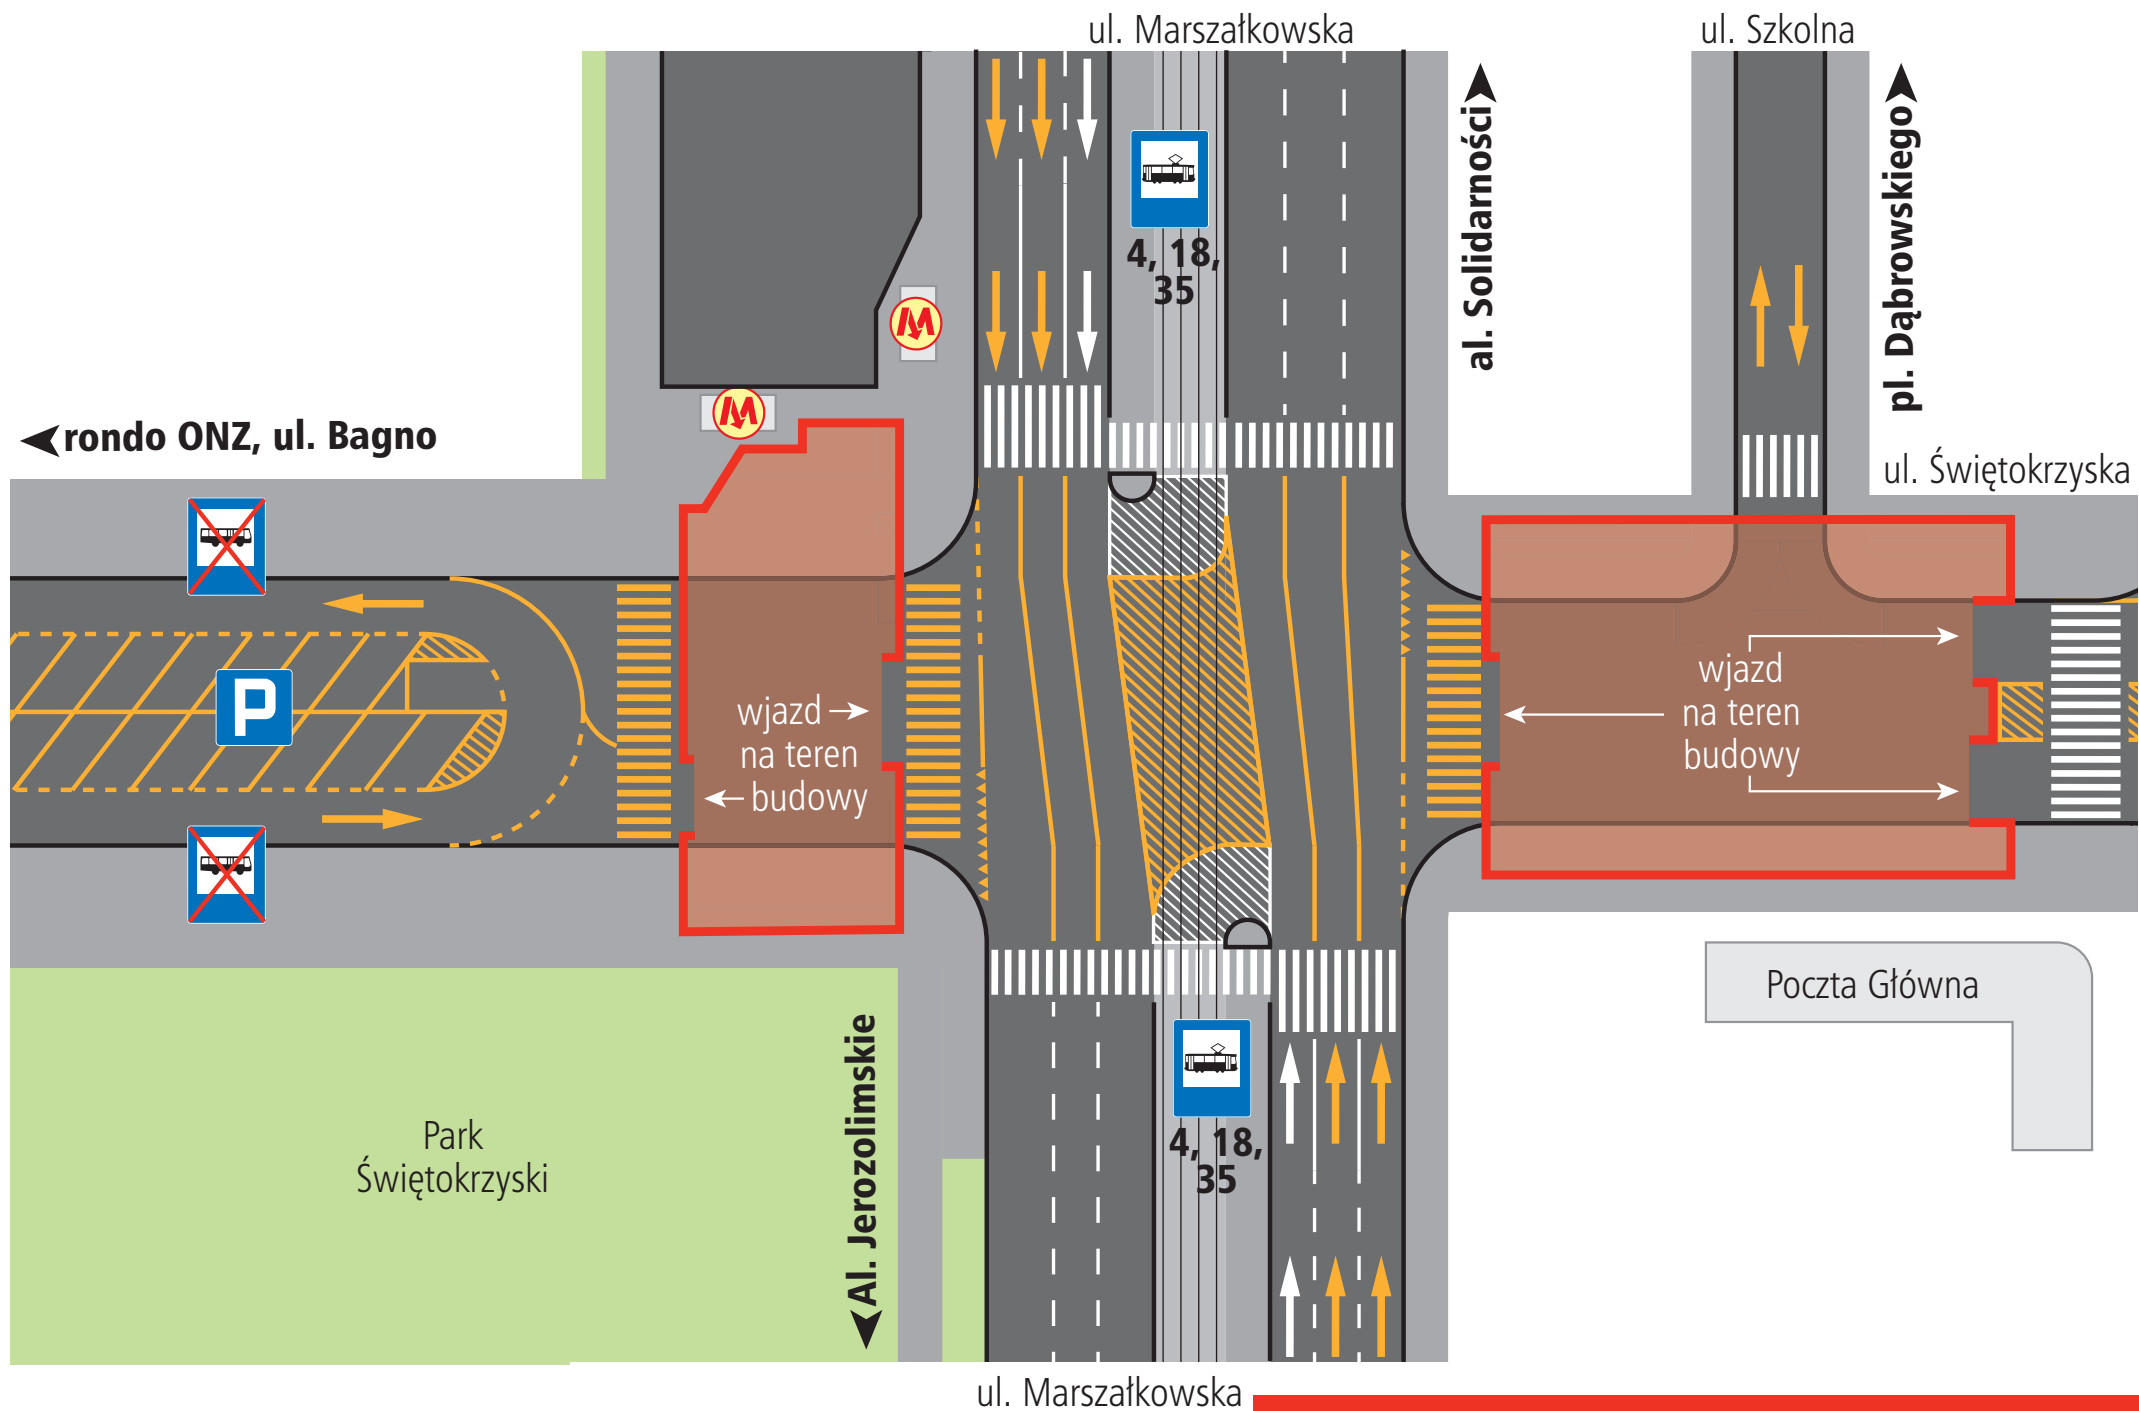 ul. Marszałkowska
ul. Szkolna
al. Solidarności
pl. Dąbrowskiego
4, 18,
35
rondo ONZ, ul. Bagno
ul. Świętokrzyska
P
wjazd
na teren
budowy
wjazd
na teren
budowy
Poczta Główna
Al. Jerozolimskie
4, 18,
35
Park
Świętokrzyski
ul. Marszałkowska